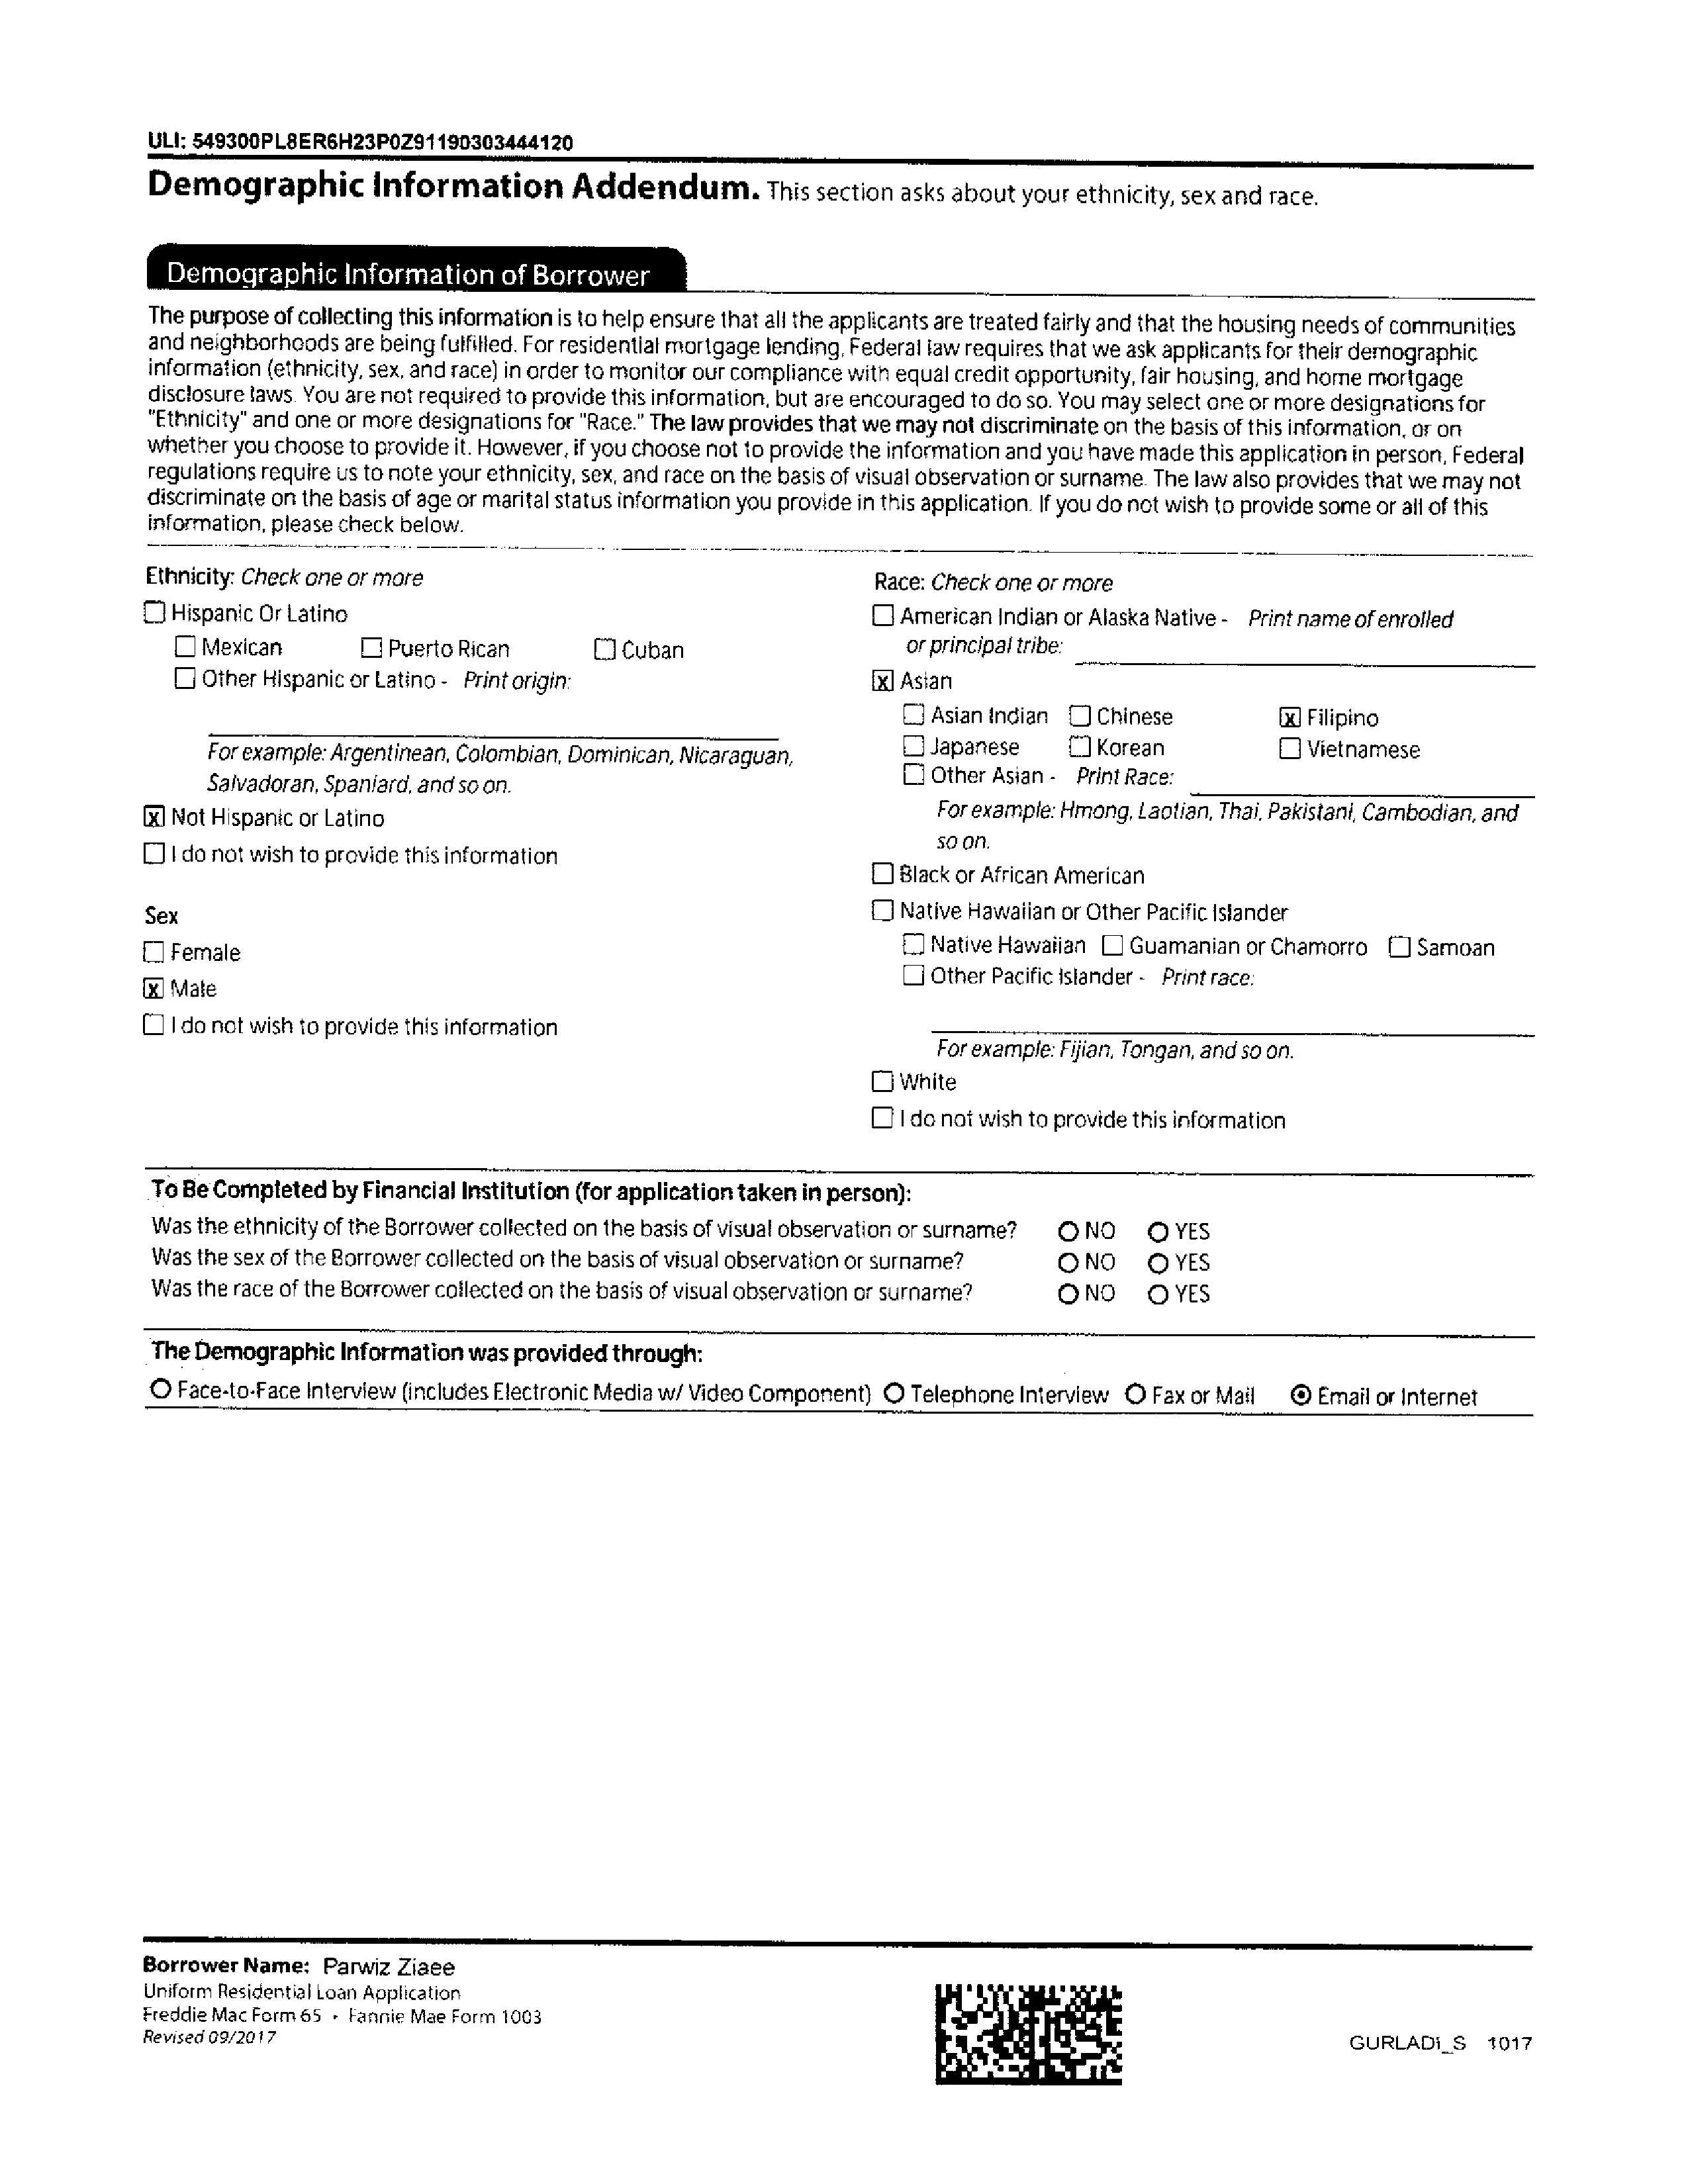 ULI: 549300PL8ER6H23P0Z91190303444120
Demographic Information Addendum. This section asks about your ethnicity, sex and race.
Demographic Information of Borrower
The purpose of collecting this information is to help ensure that all the applicants are treated fairly and that the housing needs of communities
and neighborhoods are being fulfilled. For residential mortgage lending, Federal law requires that we ask applicants for their demographic
information (ethnicity, sex, and race) in order to monitor our compliance with equal credit opportunity, fair housing, and home mortgage
disclosure laws. You are not required to provide this information, but are encouraged to do so. You may select one or more designations for
"Ethnicity" and one or more designations for "Race." The law provides that we may not discriminate on the basis of this information, or on
whether you choose to provide it. However, if you choose not to provide the information and you have made this application in person, Federal
regulations require us to note your ethnicity, sex, and race on the basis of visual observation or surname. The law also provides that we may not
discriminate on the basis of age or marital status information you provide in this application. If you do not wish to provide some or all of this
information, please check below.
Ethnicity: Check one or more
☐ Hispanic Or Latino
☐ Mexican ☐ Puerto Rican ☐ Cuban
☐ Other Hispanic or Latino - Print origin:
For example: Argentinean, Colombian, Dominican, Nicaraguan,
Salvadoran, Spaniard, and so on.
☒ Not Hispanic or Latino
☐ I do not wish to provide this information
Sex
☐ Female
☒ Male
☐ I do not wish to provide this information
Race: Check one or more
☐ American Indian or Alaska Native - Print name of enrolled
or principal tribe:
☒ Asian
☐ Asian Indian ☐ Chinese ☒ Filipino
☐ Japanese ☐ Korean ☐ Vietnamese
☐ Other Asian - Print Race:
For example: Hmong, Laotian, Thai, Pakistani, Cambodian, and
so on.
☐ Black or African American
☐ Native Hawaiian or Other Pacific Islander
☐ Native Hawaiian ☐ Guamanian or Chamorro ☐ Samoan
☐ Other Pacific Islander - Print race:
For example: Fijian, Tongan, and so on.
☐ White
☐ I do not wish to provide this information
To Be Completed by Financial Institution (for application taken in person):
Was the ethnicity of the Borrower collected on the basis of visual observation or surname? ○ NO ○ YES
Was the sex of the Borrower collected on the basis of visual observation or surname? ○ NO ○ YES
Was the race of the Borrower collected on the basis of visual observation or surname? ○ NO ○ YES
The Demographic Information was provided through:
○ Face-to-Face Interview (includes Electronic Media w/ Video Component) ○ Telephone Interview ○ Fax or Mail ◉ Email or Internet
Borrower Name: Parwiz Ziaee
Uniform Residential Loan Application
Freddie Mac Form 65 • Fannie Mae Form 1003
Revised 09/2017
GURLADI_S 1017